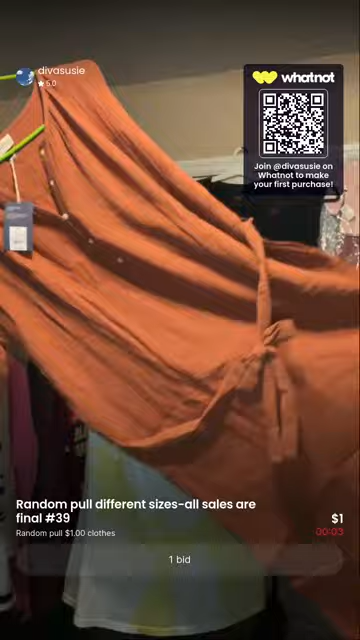 divasusie
★5.0
whatnot
Join @divasusie on
Whatnot to make
your first purchase!
Random pull different sizes-all sales are
final #39
$1
Random pull $1.00 clothes
00:03
1 bid